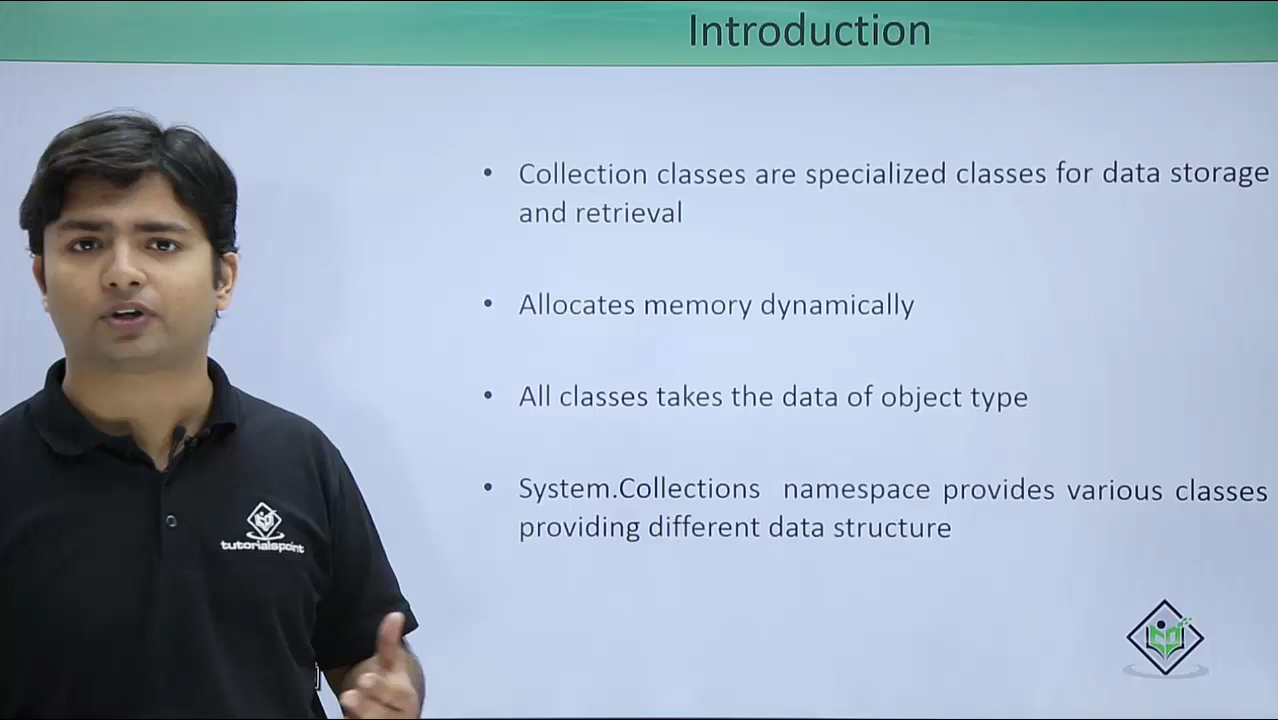 Introduction
• Collection classes are specialized classes for data storage
and retrieval
• Allocates memory dynamically
• All classes takes the data of object type
• System.Collections namespace provides various classes
providing different data structure
tutorialspoint